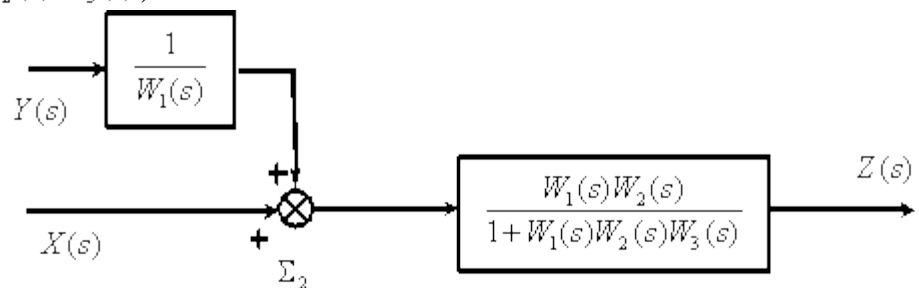 1
W₁(s)
Y(s)
Z(s)
+
W₁(s)W₂(s)
1+W₁(s)W₂(s)W₃(s)
+
X(s)
Σ₂